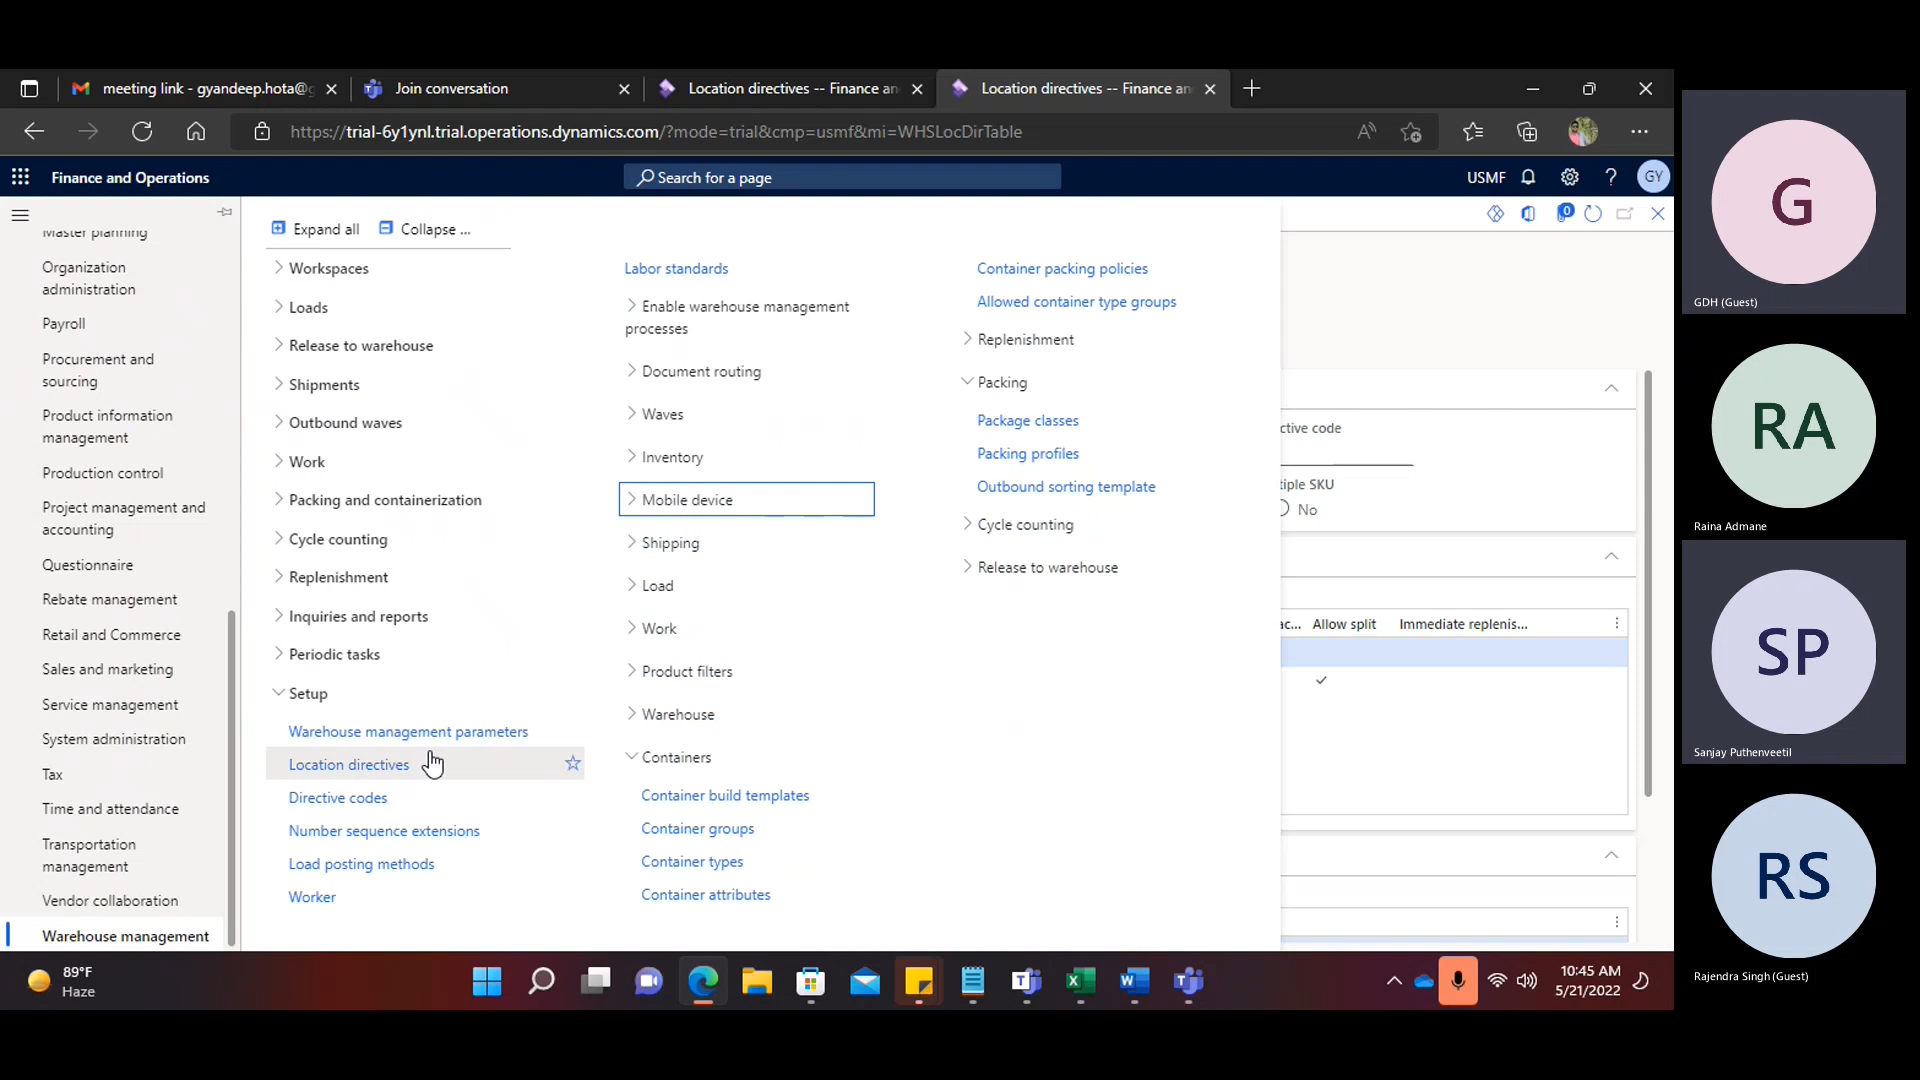 meeting link - gyandeep.hota@g
Join conversation
Location directives -- Finance an
Location directives -- Finance an
https://trial-6y1ynl.trial.operations.dynamics.com/?mode=trial&cmp=usmf&mi=WHSLocDirTable
Finance and Operations
Search for a page
USMF
GY
0
Master planning
Organization
administration
Payroll
Procurement and
sourcing
Product information
management
Production control
Project management and
accounting
Questionnaire
Rebate management
Retail and Commerce
Sales and marketing
Service management
System administration
Tax
Time and attendance
Transportation
management
Vendor collaboration
Warehouse management
Expand all
Collapse ...
Workspaces
Loads
Release to warehouse
Shipments
Outbound waves
Work
Packing and containerization
Cycle counting
Replenishment
Inquiries and reports
Periodic tasks
Setup
Warehouse management parameters
Location directives
Directive codes
Number sequence extensions
Load posting methods
Worker
Labor standards
Enable warehouse management
processes
Document routing
Waves
Inventory
Mobile device
Shipping
Load
Work
Product filters
Warehouse
Containers
Container build templates
Container groups
Container types
Container attributes
Container packing policies
Allowed container type groups
Replenishment
Packing
Package classes
Packing profiles
Outbound sorting template
Cycle counting
Release to warehouse
ctive code
tiple SKU
No
ac...
Allow split
Immediate replenis...
G
GDH (Guest)
RA
Raina Admane
SP
Sanjay Puthenveetil
RS
Rajendra Singh (Guest)
89°F
Haze
10:45 AM
5/21/2022